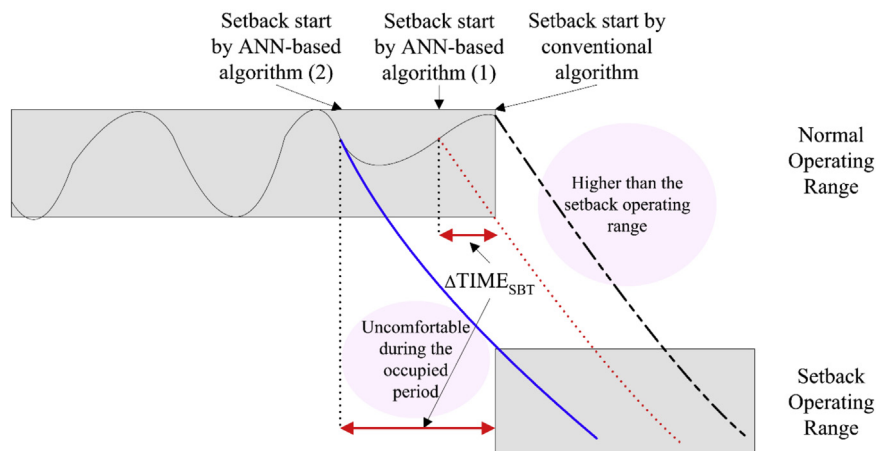 Setback start
by ANN-based
algorithm (2)
Setback start
by ANN-based
algorithm (1)
Setback start by
conventional
algorithm
Normal
Operating
Range
Higher than the
setback operating
range
ΔTIME_SBT
Uncomfortable
during the
occupied
period
Setback
Operating
Range